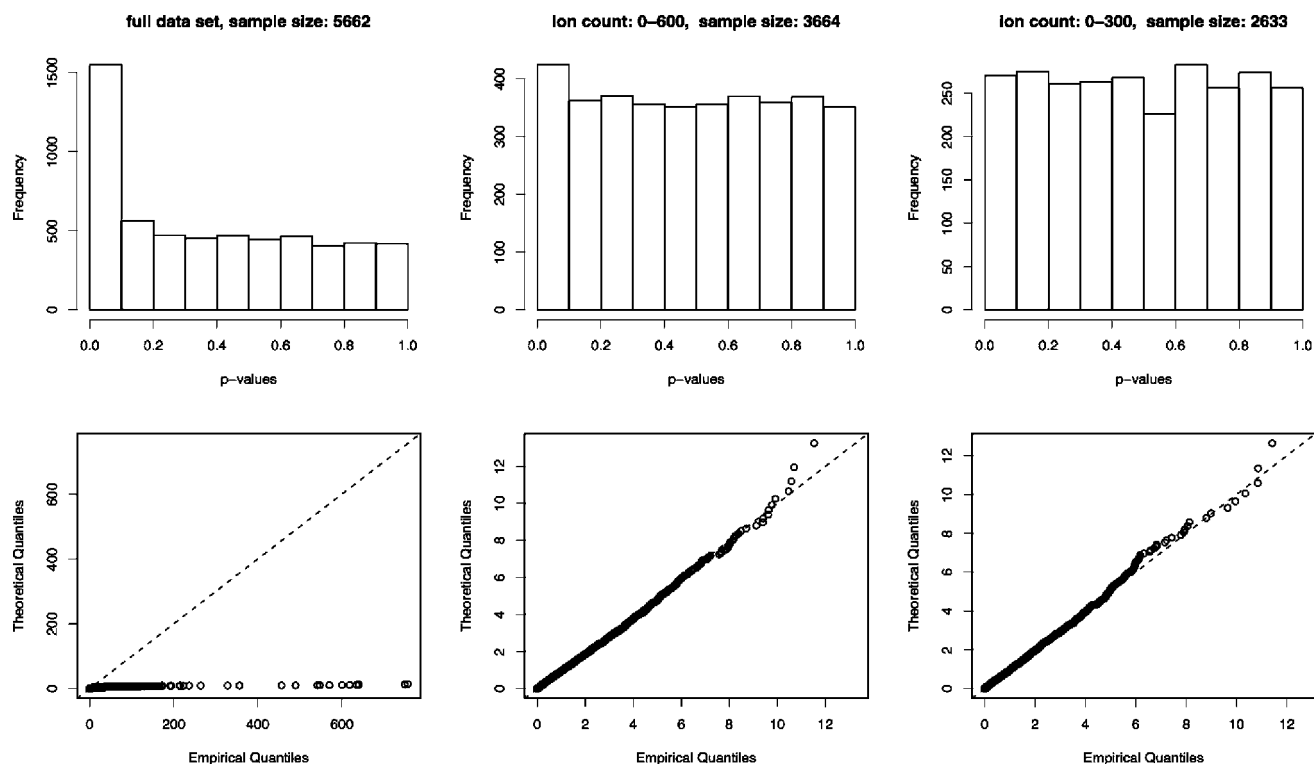 full data set, sample size: 5662
Frequency
0
500
1000
1500
0.0 0.2 0.4 0.6 0.8 1.0
p-values
ion count: 0-600, sample size: 3664
Frequency
0
100
200
300
400
0.0 0.2 0.4 0.6 0.8 1.0
p-values
ion count: 0-300, sample size: 2633
Frequency
0
50
100
150
200
250
0.0 0.2 0.4 0.6 0.8 1.0
p-values
Theoretical Quantiles
0
200
400
600
0 200 400 600
Empirical Quantiles
Theoretical Quantiles
0
2
4
6
8
10
12
0 2 4 6 8 10 12
Empirical Quantiles
Theoretical Quantiles
0
2
4
6
8
10
12
0 2 4 6 8 10 12
Empirical Quantiles